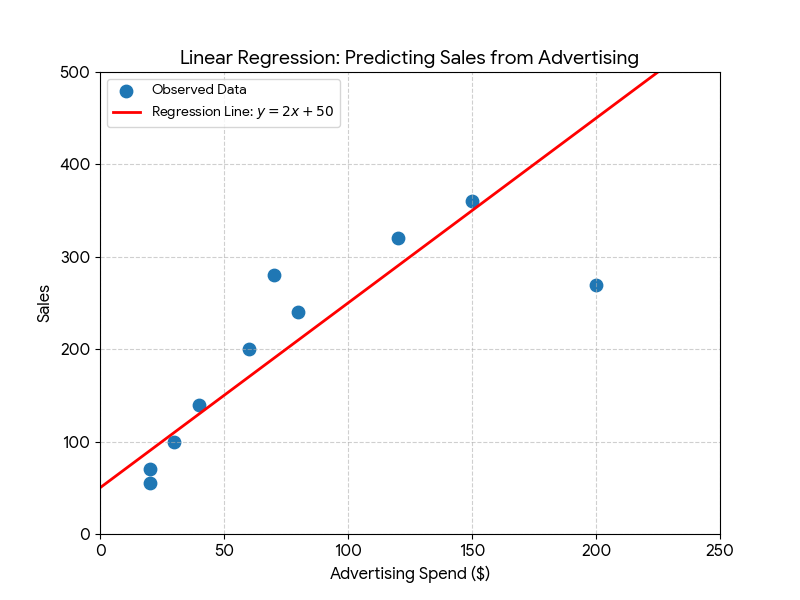 Linear Regression: Predicting Sales from Advertising
Observed Data
Regression Line: y = 2x + 50
500
400
300
200
100
0
Sales
0 50 100 150 200 250
Advertising Spend ($)